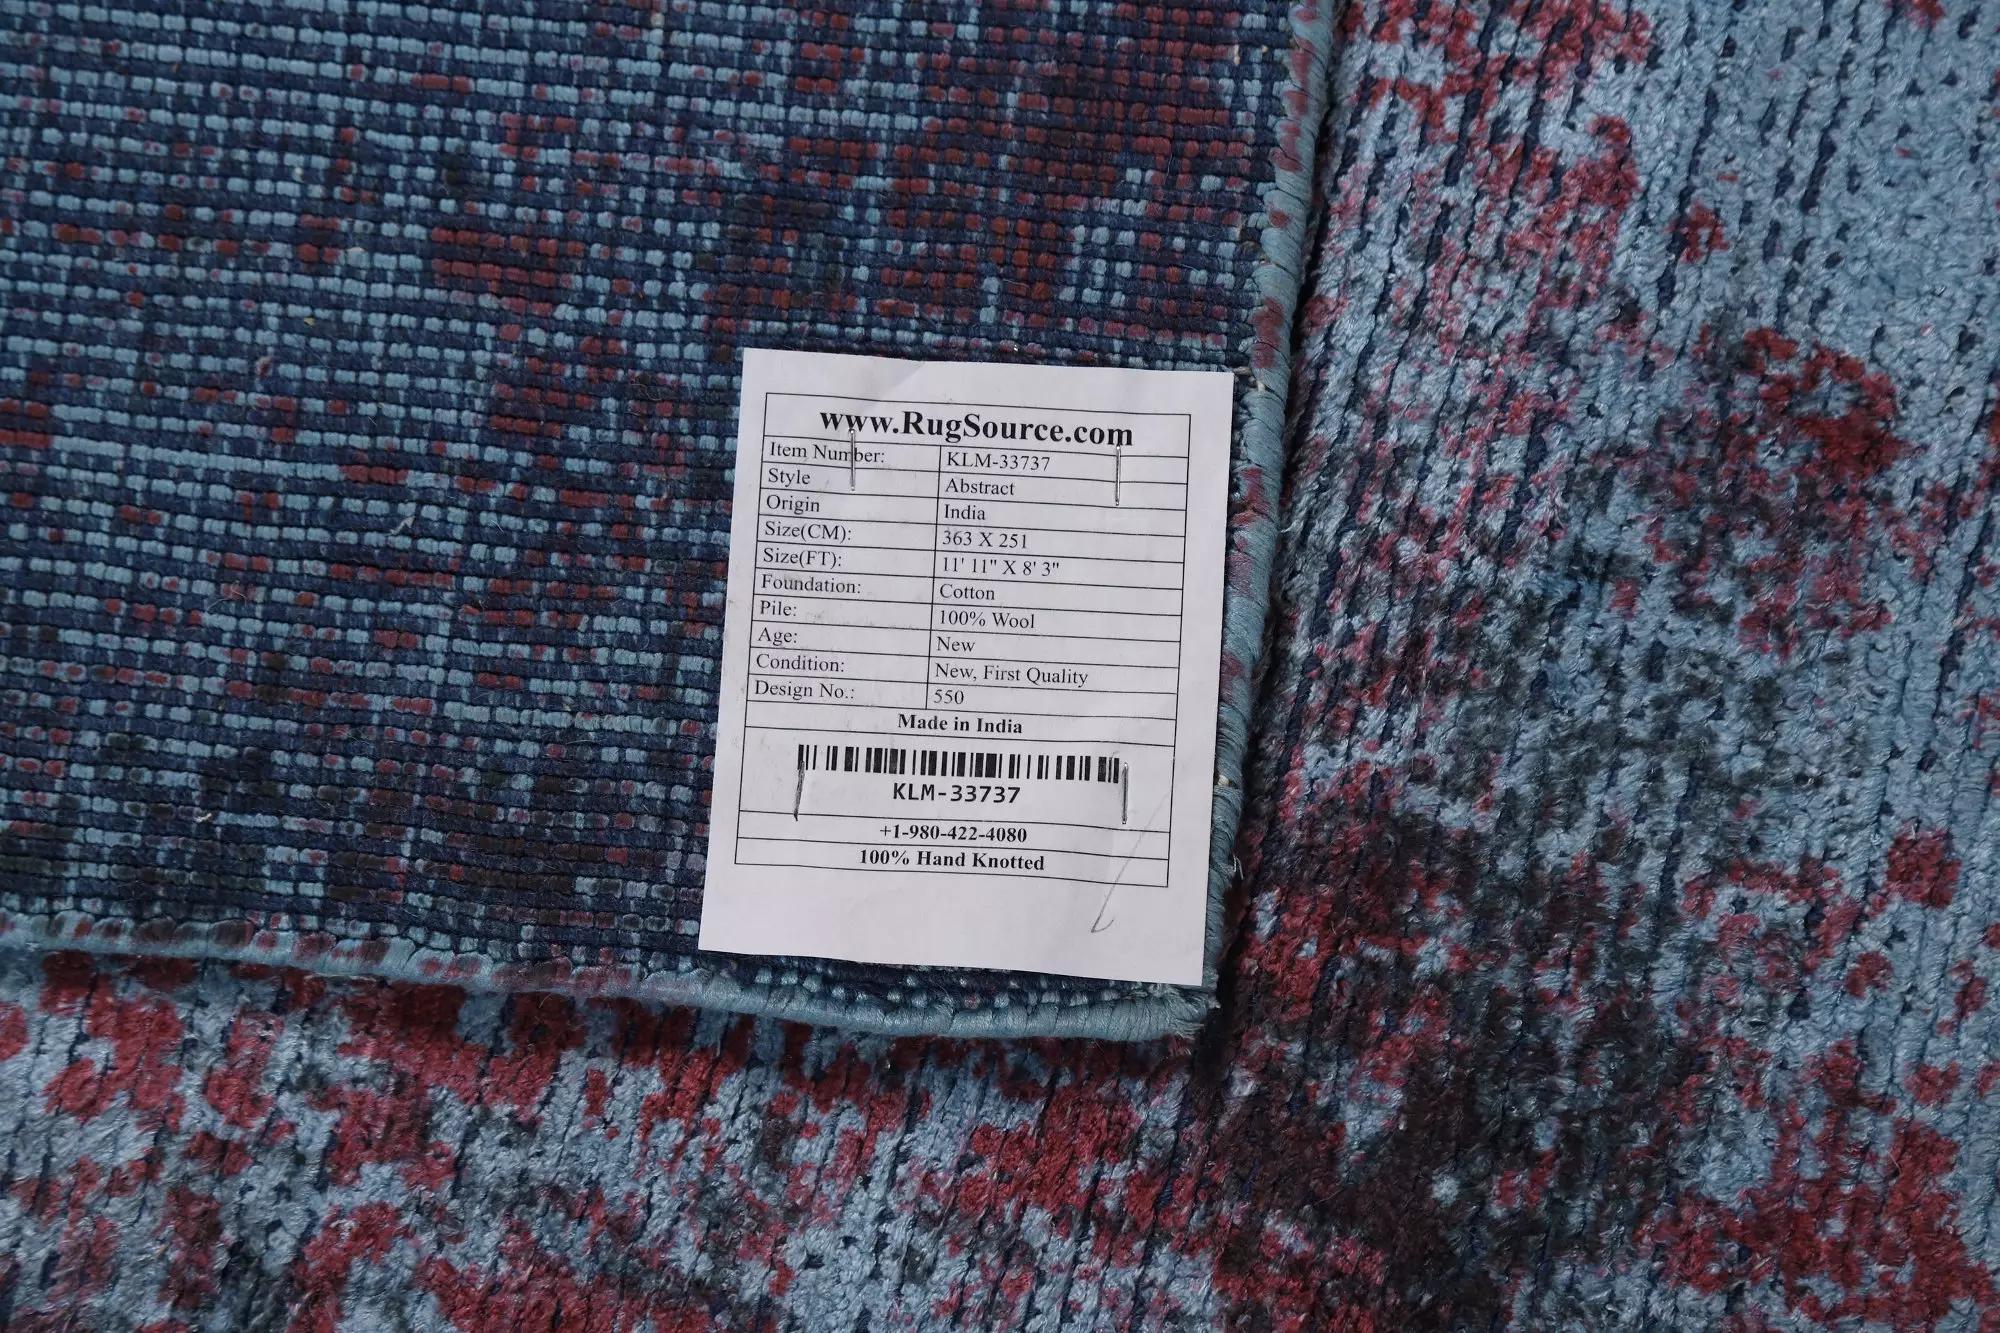 www.RugSource.com
Item Number: KLM-33737
Style Abstract
Origin India
Size(CM): 363 X 251
Size(FT): 11' 11" X 8' 3"
Foundation: Cotton
Pile: 100% Wool
Age: New
Condition: New, First Quality
Design No.: 550
Made in India
KLM-33737
+1-980-422-4080
100% Hand Knotted